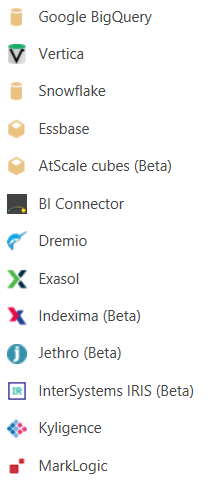 Google BigQuery
Vertica
Snowflake
Essbase
AtScale cubes (Beta)
BI Connector
Dremio
Exasol
Indexima (Beta)
Jethro (Beta)
InterSystems IRIS (Beta)
Kyligence
MarkLogic